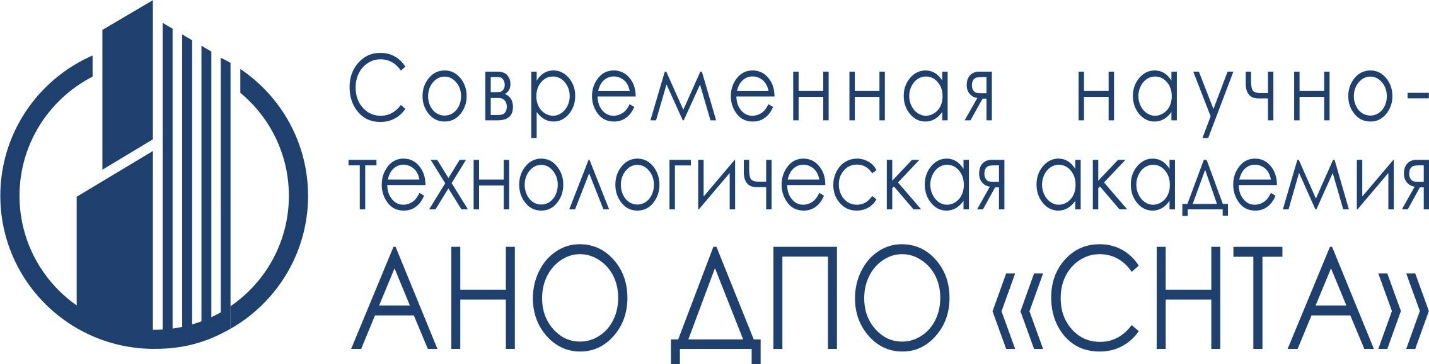 Современная научно-
технологическая академия
АНО ДПО «СНТА»